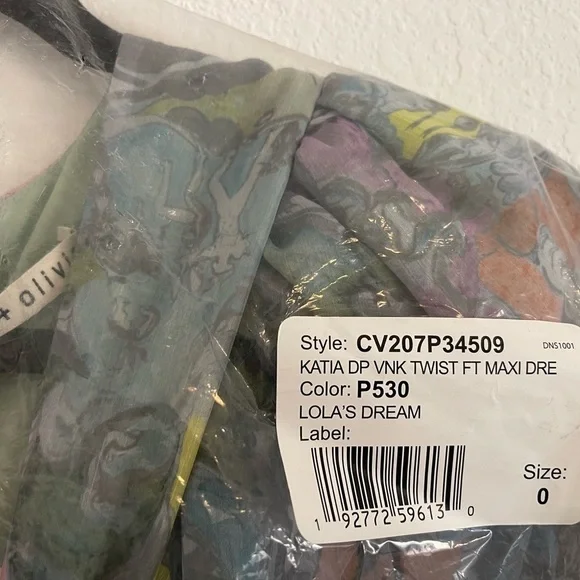 + olivi
Style: CV207P34509 DNS1001
KATIA DP VNK TWIST FT MAXI DRE
Color: P530
LOLA'S DREAM
Label:
Size:
0
1 92772 59613 0